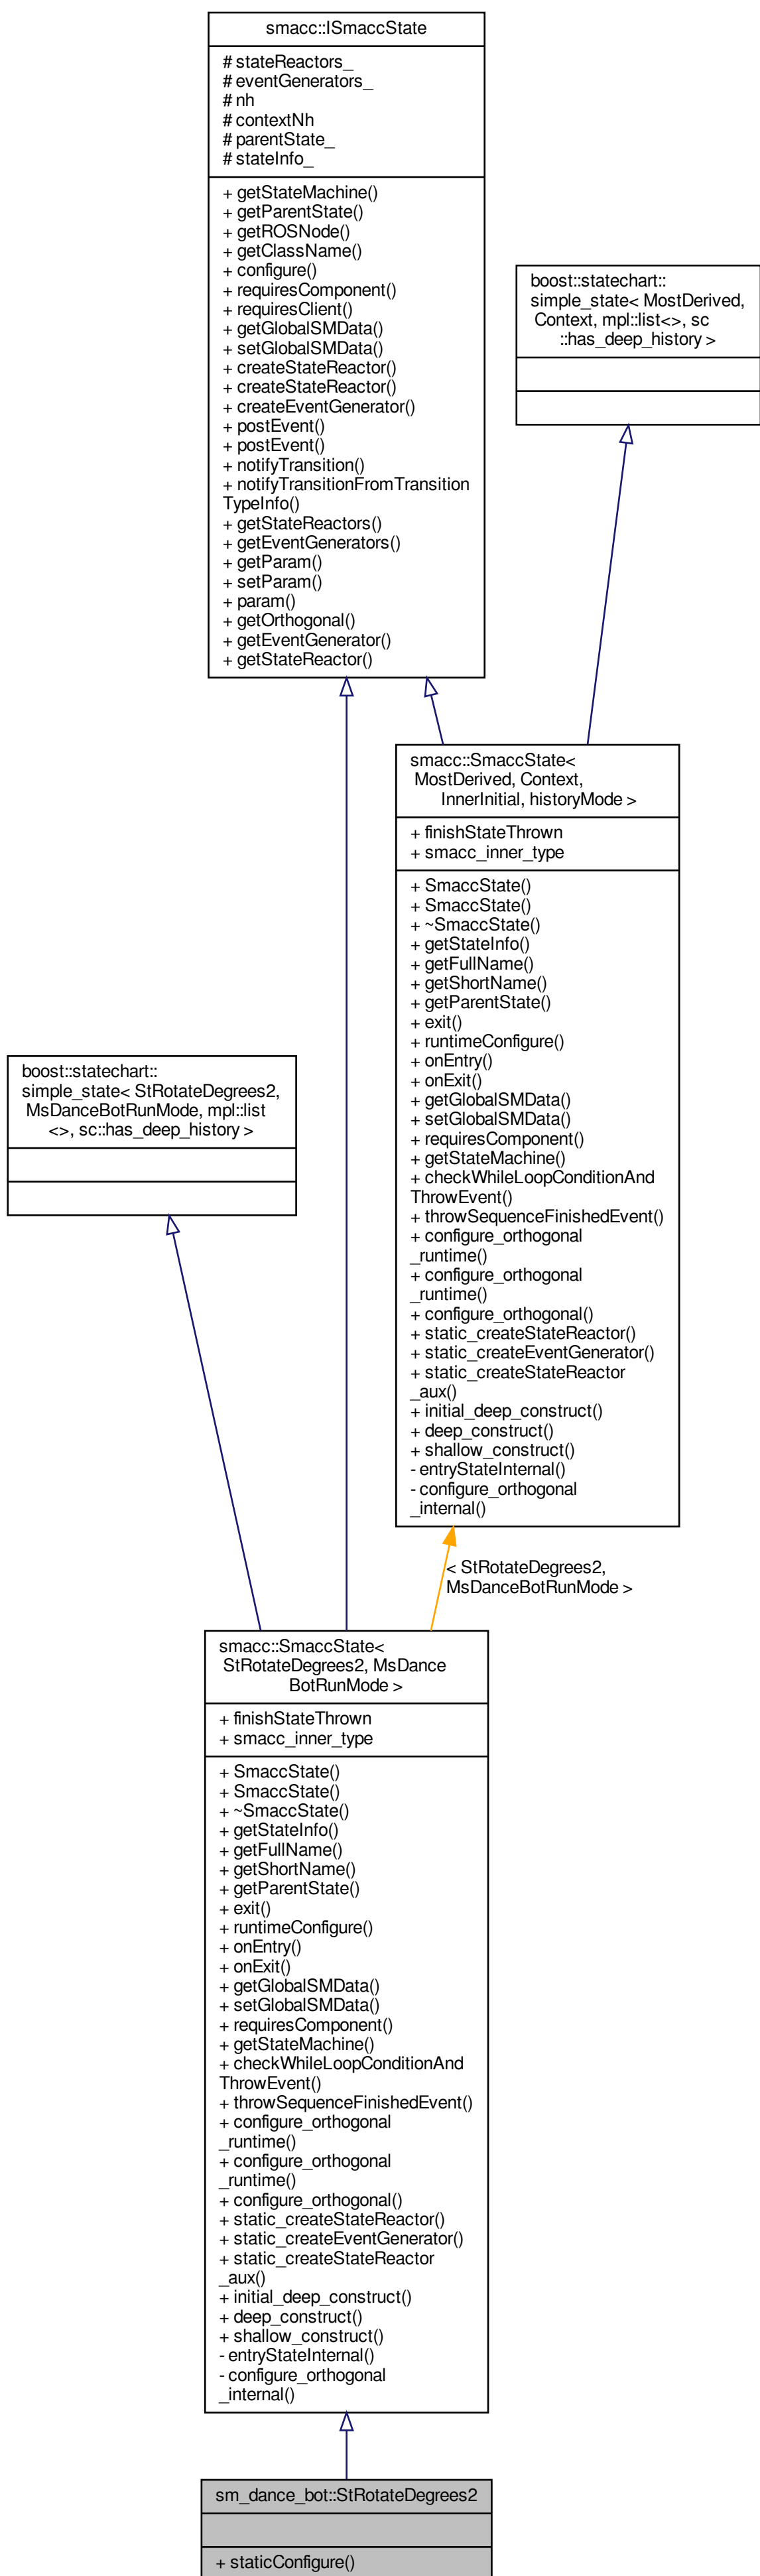 smacc::ISmaccState
# stateReactors_
# eventGenerators_
# nh
# contextNh
# parentState_
# stateInfo_
+ getStateMachine()
+ getParentState()
+ getROSNode()
+ getClassName()
+ configure()
+ requiresComponent()
+ requiresClient()
+ getGlobalSMData()
+ setGlobalSMData()
+ createStateReactor()
+ createStateReactor()
+ createEventGenerator()
+ postEvent()
+ postEvent()
+ notifyTransition()
+ notifyTransitionFromTransition
TypeInfo()
+ getStateReactors()
+ getEventGenerators()
+ getParam()
+ setParam()
+ param()
+ getOrthogonal()
+ getEventGenerator()
+ getStateReactor()
boost::statechart::
simple_state< MostDerived,
Context, mpl::list<>, sc
::has_deep_history >
smacc::SmaccState<
MostDerived, Context,
InnerInitial, historyMode >
+ finishStateThrown
+ smacc_inner_type
+ SmaccState()
+ SmaccState()
+ ~SmaccState()
+ getStateInfo()
+ getFullName()
+ getShortName()
+ getParentState()
+ exit()
+ runtimeConfigure()
+ onEntry()
+ onExit()
+ getGlobalSMData()
+ setGlobalSMData()
+ requiresComponent()
+ getStateMachine()
+ checkWhileLoopConditionAnd
ThrowEvent()
+ throwSequenceFinishedEvent()
+ configure_orthogonal
_runtime()
+ configure_orthogonal
_runtime()
+ configure_orthogonal()
+ static_createStateReactor()
+ static_createEventGenerator()
+ static_createStateReactor
_aux()
+ initial_deep_construct()
+ deep_construct()
+ shallow_construct()
- entryStateInternal()
- configure_orthogonal
_internal()
boost::statechart::
simple_state< StRotateDegrees2,
MsDanceBotRunMode, mpl::list
<>, sc::has_deep_history >
< StRotateDegrees2,
MsDanceBotRunMode >
smacc::SmaccState<
StRotateDegrees2, MsDance
BotRunMode >
+ finishStateThrown
+ smacc_inner_type
+ SmaccState()
+ SmaccState()
+ ~SmaccState()
+ getStateInfo()
+ getFullName()
+ getShortName()
+ getParentState()
+ exit()
+ runtimeConfigure()
+ onEntry()
+ onExit()
+ getGlobalSMData()
+ setGlobalSMData()
+ requiresComponent()
+ getStateMachine()
+ checkWhileLoopConditionAnd
ThrowEvent()
+ throwSequenceFinishedEvent()
+ configure_orthogonal
_runtime()
+ configure_orthogonal
_runtime()
+ configure_orthogonal()
+ static_createStateReactor()
+ static_createEventGenerator()
+ static_createStateReactor
_aux()
+ initial_deep_construct()
+ deep_construct()
+ shallow_construct()
- entryStateInternal()
- configure_orthogonal
_internal()
sm_dance_bot::StRotateDegrees2
+ staticConfigure()